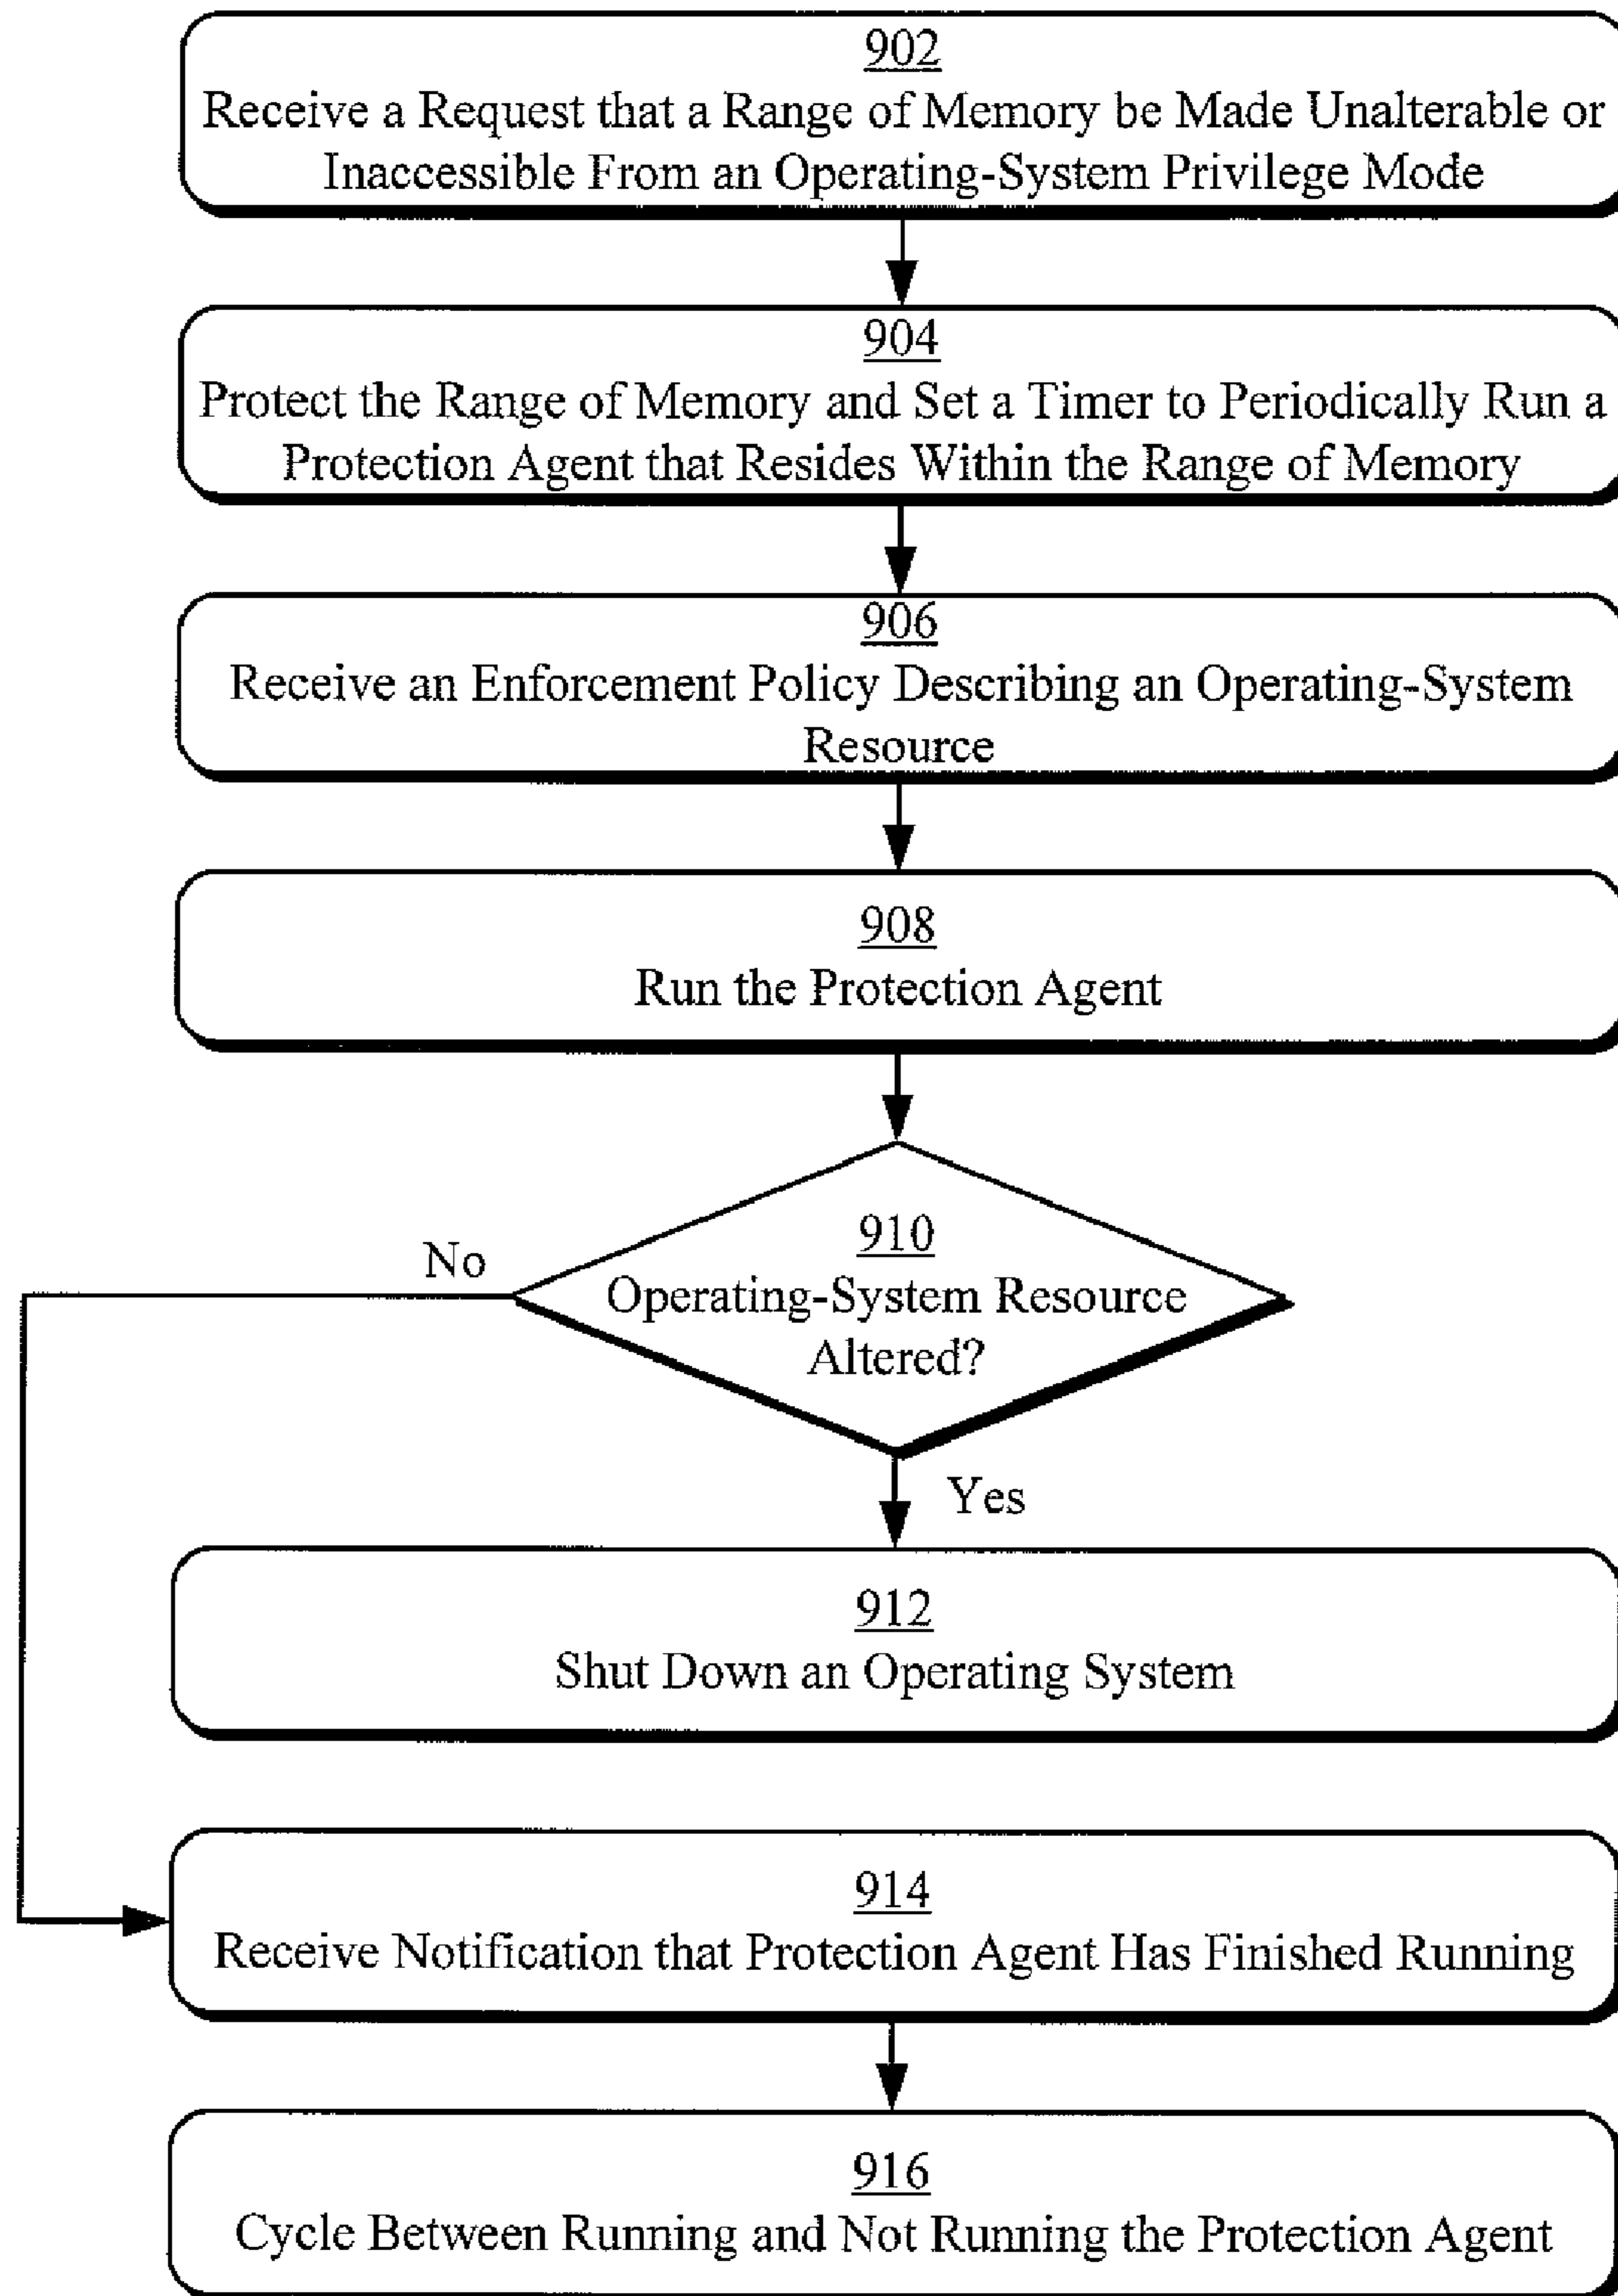 902
Receive a Request that a Range of Memory be Made Unalterable or
Inaccessible From an Operating-System Privilege Mode
904
Protect the Range of Memory and Set a Timer to Periodically Run a
Protection Agent that Resides Within the Range of Memory
906
Receive an Enforcement Policy Describing an Operating-System
Resource
908
Run the Protection Agent
910
Operating-System Resource
Altered?
No
Yes
912
Shut Down an Operating System
914
Receive Notification that Protection Agent Has Finished Running
916
Cycle Between Running and Not Running the Protection Agent